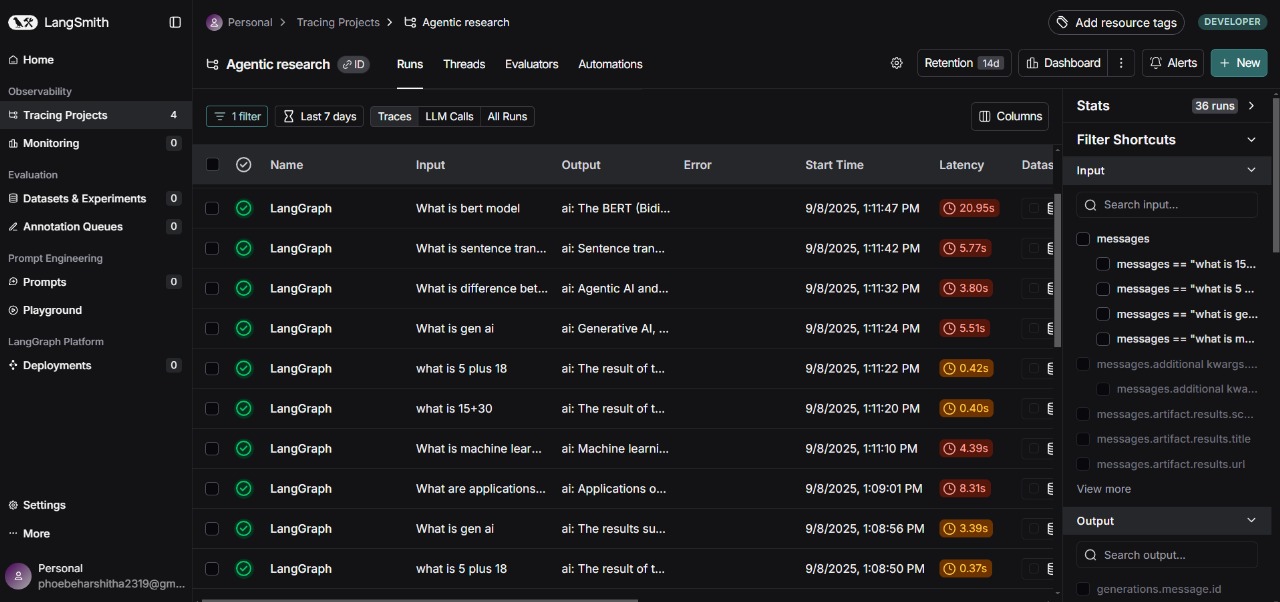 LangSmith
Personal > Tracing Projects > Agentic research
Add resource tags
DEVELOPER
Home
Observability
Tracing Projects 4
Monitoring 0
Evaluation
Datasets & Experiments 0
Annotation Queues 0
Prompt Engineering
Prompts 0
Playground
LangGraph Platform
Deployments 0
Settings
More
Personal
phoebeharshitha2319@gm...
Agentic research ID Runs Threads Evaluators Automations
Retention 14d Dashboard Alerts + New
1 filter Last 7 days Traces LLM Calls All Runs Columns
Name Input Output Error Start Time Latency Datas
LangGraph What is bert model ai: The BERT (Bidi... 9/8/2025, 1:11:47 PM 20.95s
LangGraph What is sentence tran... ai: Sentence tran... 9/8/2025, 1:11:42 PM 5.77s
LangGraph What is difference bet... ai: Agentic AI and... 9/8/2025, 1:11:32 PM 3.80s
LangGraph What is gen ai ai: Generative AI, ... 9/8/2025, 1:11:24 PM 5.51s
LangGraph what is 5 plus 18 ai: The result of t... 9/8/2025, 1:11:22 PM 0.42s
LangGraph what is 15+30 ai: The result of t... 9/8/2025, 1:11:20 PM 0.40s
LangGraph What is machine lear... ai: Machine learni... 9/8/2025, 1:11:10 PM 4.39s
LangGraph What are applications... ai: Applications o... 9/8/2025, 1:09:01 PM 8.31s
LangGraph What is gen ai ai: The results su... 9/8/2025, 1:08:56 PM 3.39s
LangGraph what is 5 plus 18 ai: The result of t... 9/8/2025, 1:08:50 PM 0.37s
Stats 36 runs
Filter Shortcuts
Input
Search input...
messages
messages == "what is 15...
messages == "what is 5 ...
messages == "what is ge...
messages == "what is m...
messages.additional kwargs....
messages.additional kwa...
messages.artifact.results.sc...
messages.artifact.results.title
messages.artifact.results.url
View more
Output
Search output...
generations.message.id